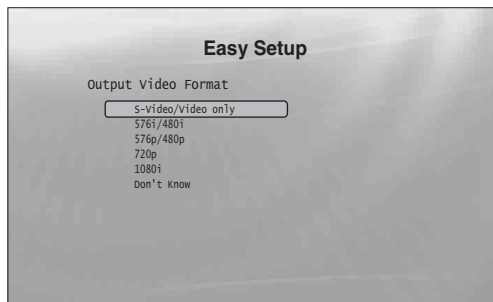 Easy Setup
Output Video Format
S-Video/Video only
576i/480i
576p/480p
720p
1080i
Don't Know